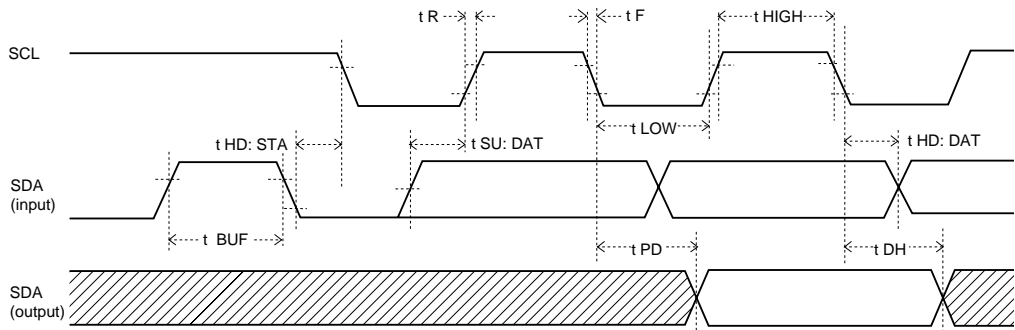 t R
t F
t HIGH
SCL
t LOW
t HD: STA
t SU: DAT
t HD: DAT
SDA
(input)
t BUF
t PD
t DH
SDA
(output)